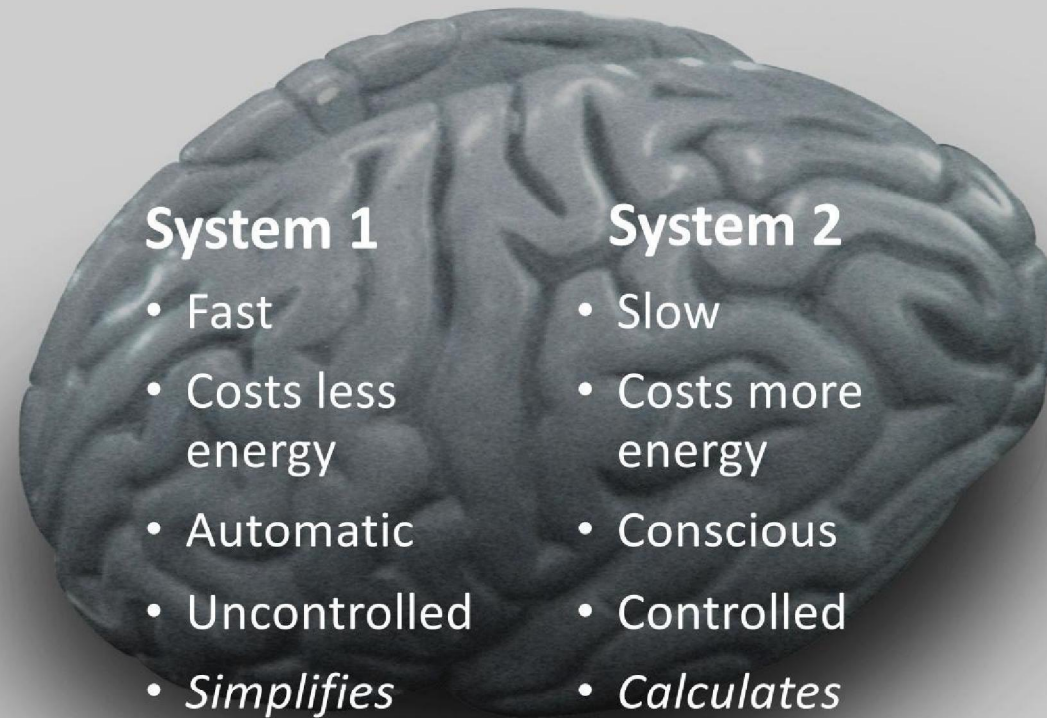 System 1
• Fast
• Costs less
energy
• Automatic
• Uncontrolled
• Simplifies
System 2
• Slow
• Costs more
energy
• Conscious
• Controlled
• Calculates